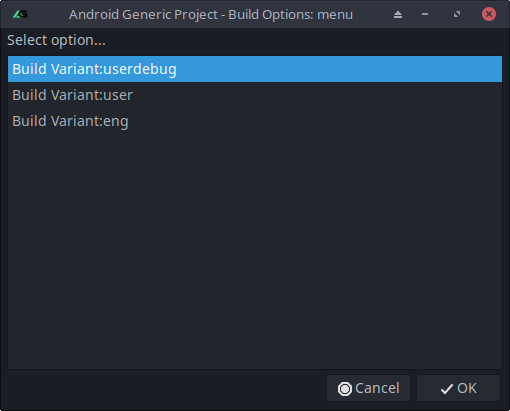 Android Generic Project - Build Options: menu
Select option...
Build Variant:userdebug
Build Variant:user
Build Variant:eng
Cancel
OK